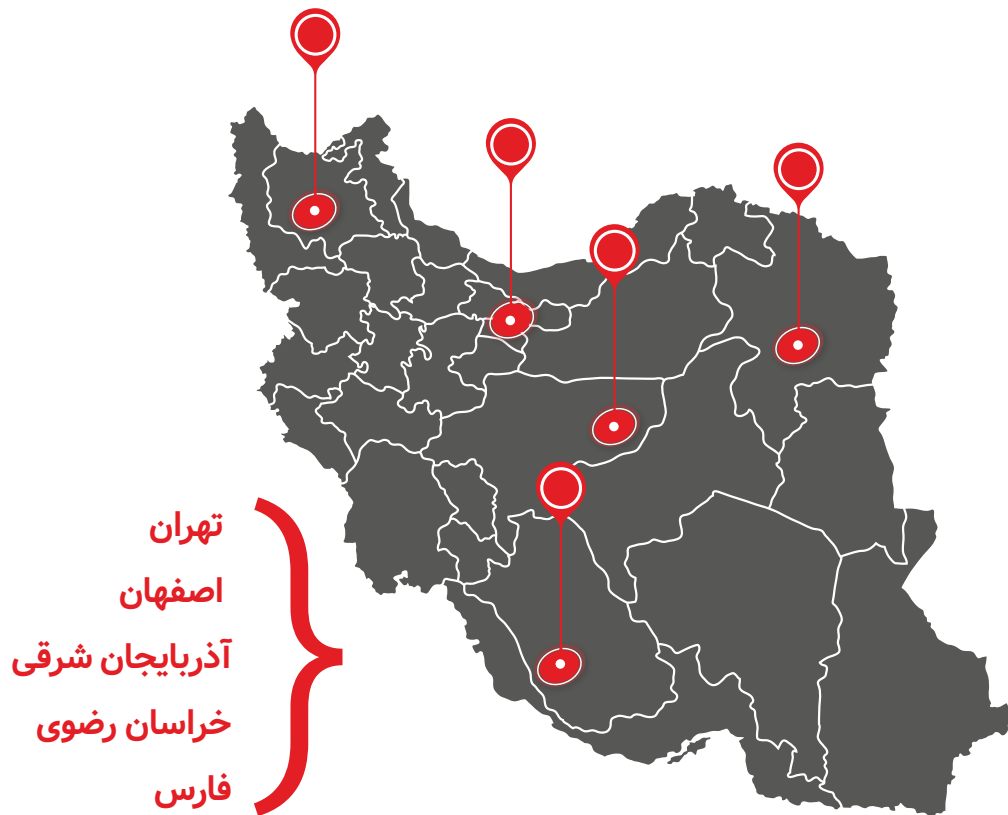 تهران
اصفهان
آذربایجان شرقی
خراسان رضوی
فارس